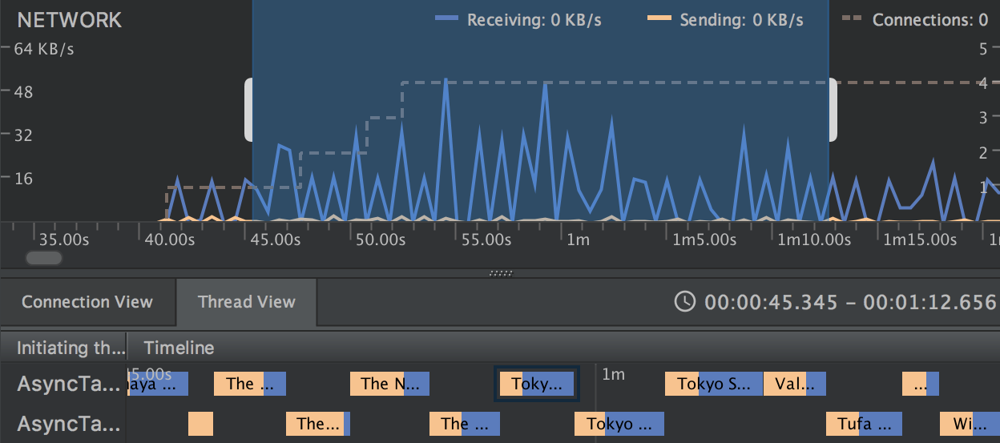 NETWORK Receiving: 0 KB/s Sending: 0 KB/s Connections: 0
64 KB/s 5
48 4
32 3
2
16 1
35.00s 40.00s 45.00s 50.00s 55.00s 1m 1m5.00s 1m10.00s 1m15.00s
Connection View Thread View 00:00:45.345 – 00:01:12.656
Initiating th... Timeline
5.00s 1m
AsyncTa... aya ... The ... The N... Toky... Tokyo S... Val... ...
AsyncTa... The... The ... Tokyo ... Tufa ... Wi...